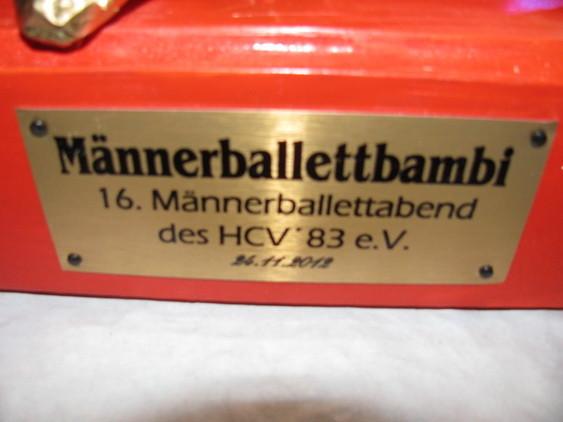 Männerballettbambi
16. Männerballettabend
des HCV´83 e.V.
24.11.2012